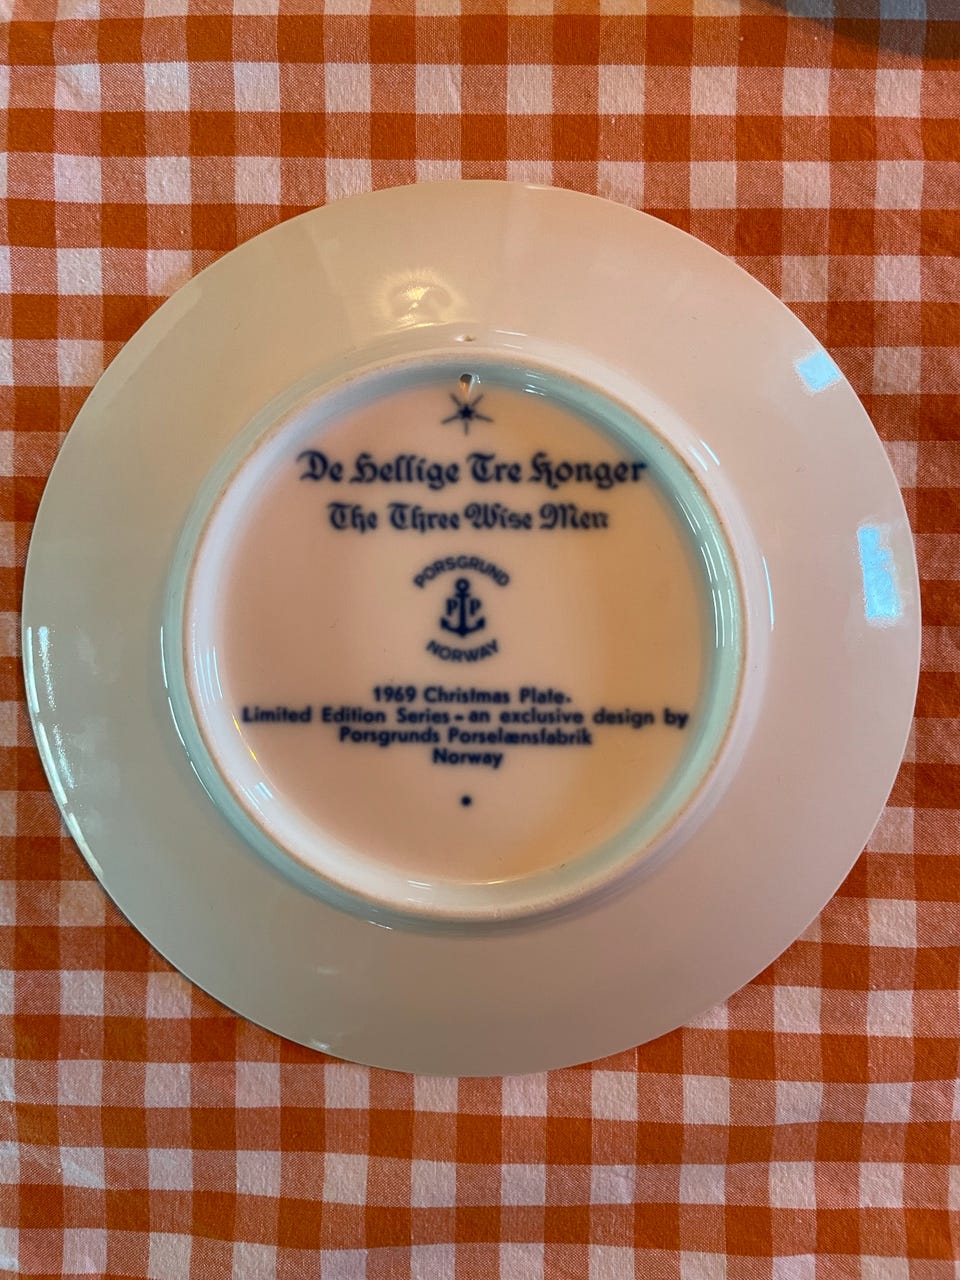 De Hellige Tre Konger
The Three Wise Men
PORSGRUND
P P
NORWAY
1969 Christmas Plate.
Limited Edition Series - an exclusive design by
Porsgrunds Porselænsfabrik
Norway